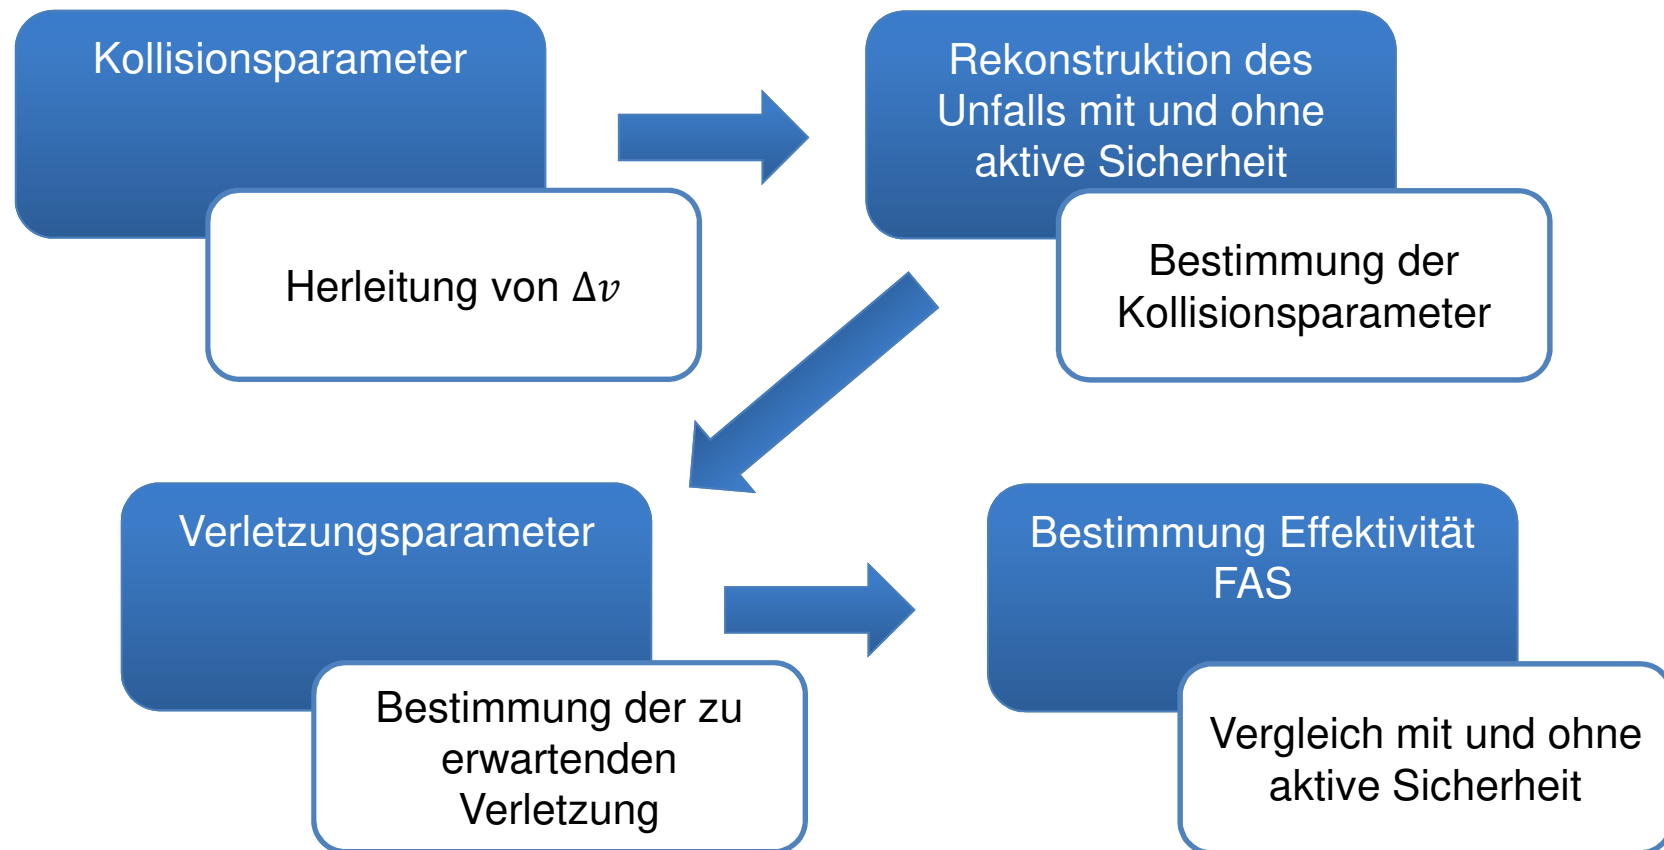 Kollisionsparameter
Herleitung von Δv
Rekonstruktion des
Unfalls mit und ohne
aktive Sicherheit
Bestimmung der
Kollisionsparameter
Verletzungsparameter
Bestimmung der zu
erwartenden
Verletzung
Bestimmung Effektivität
FAS
Vergleich mit und ohne
aktive Sicherheit